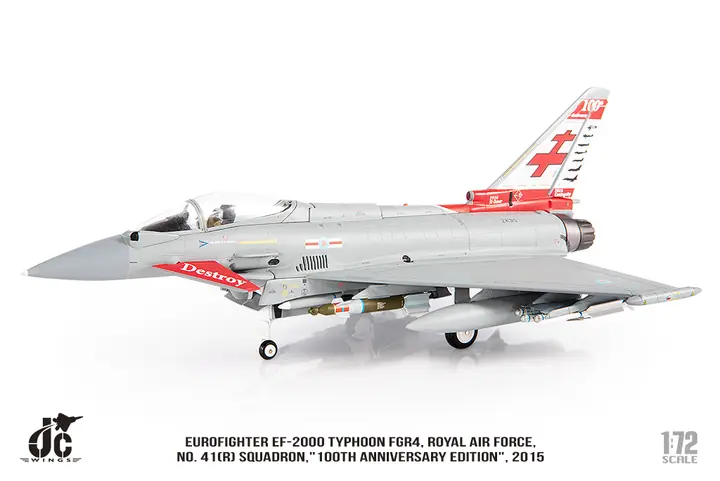 100
Destroy
EUROFIGHTER EF-2000 TYPHOON FGR4, ROYAL AIR FORCE,
NO. 41(R) SQUADRON,"100TH ANNIVERSARY EDITION", 2015
1:72
SCALE
JC
WINGS